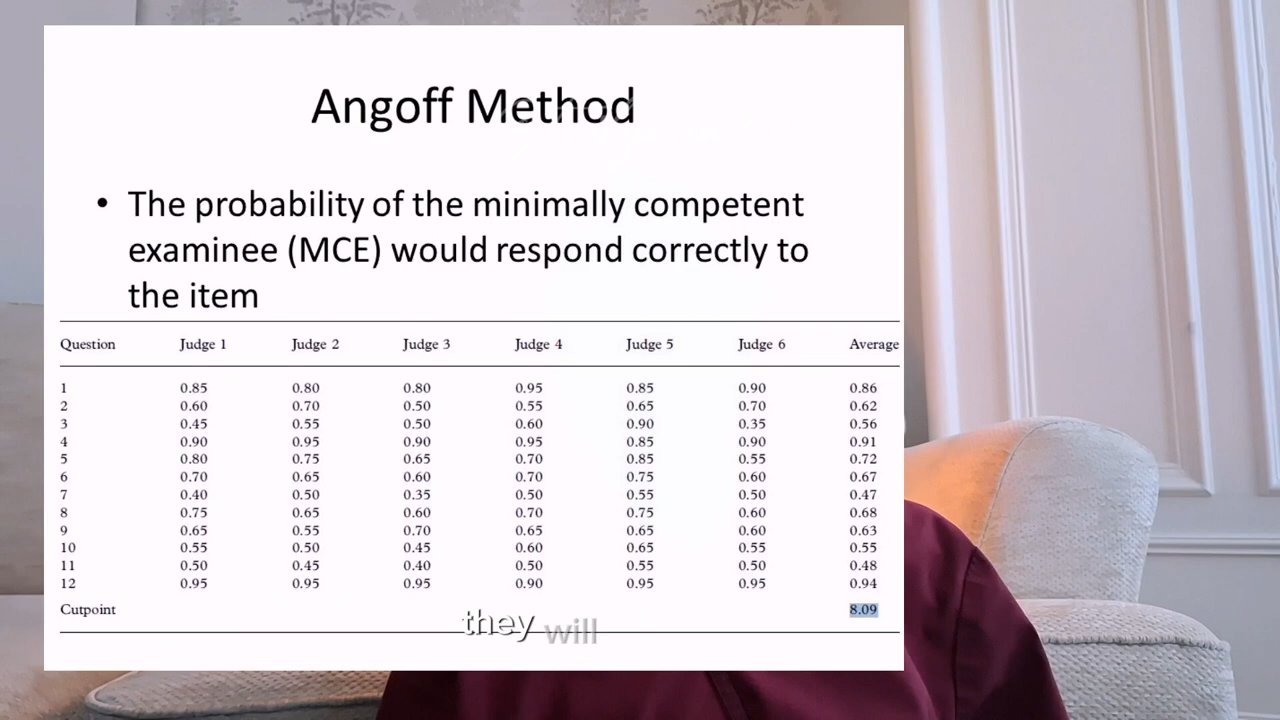 Angoff Method
• The probability of the minimally competent
examinee (MCE) would respond correctly to
the item
Question Judge 1 Judge 2 Judge 3 Judge 4 Judge 5 Judge 6 Average
1 0.85 0.80 0.80 0.95 0.85 0.90 0.86
2 0.60 0.70 0.50 0.55 0.65 0.70 0.62
3 0.45 0.55 0.50 0.60 0.90 0.35 0.56
4 0.90 0.95 0.90 0.95 0.85 0.90 0.91
5 0.80 0.75 0.65 0.70 0.85 0.55 0.72
6 0.70 0.65 0.60 0.70 0.75 0.60 0.67
7 0.40 0.50 0.35 0.50 0.55 0.50 0.47
8 0.75 0.65 0.60 0.70 0.75 0.60 0.68
9 0.65 0.55 0.70 0.65 0.65 0.60 0.63
10 0.55 0.50 0.45 0.60 0.65 0.55 0.55
11 0.50 0.45 0.40 0.50 0.55 0.50 0.48
12 0.95 0.95 0.95 0.90 0.95 0.95 0.94
Cutpoint 8.09
they will